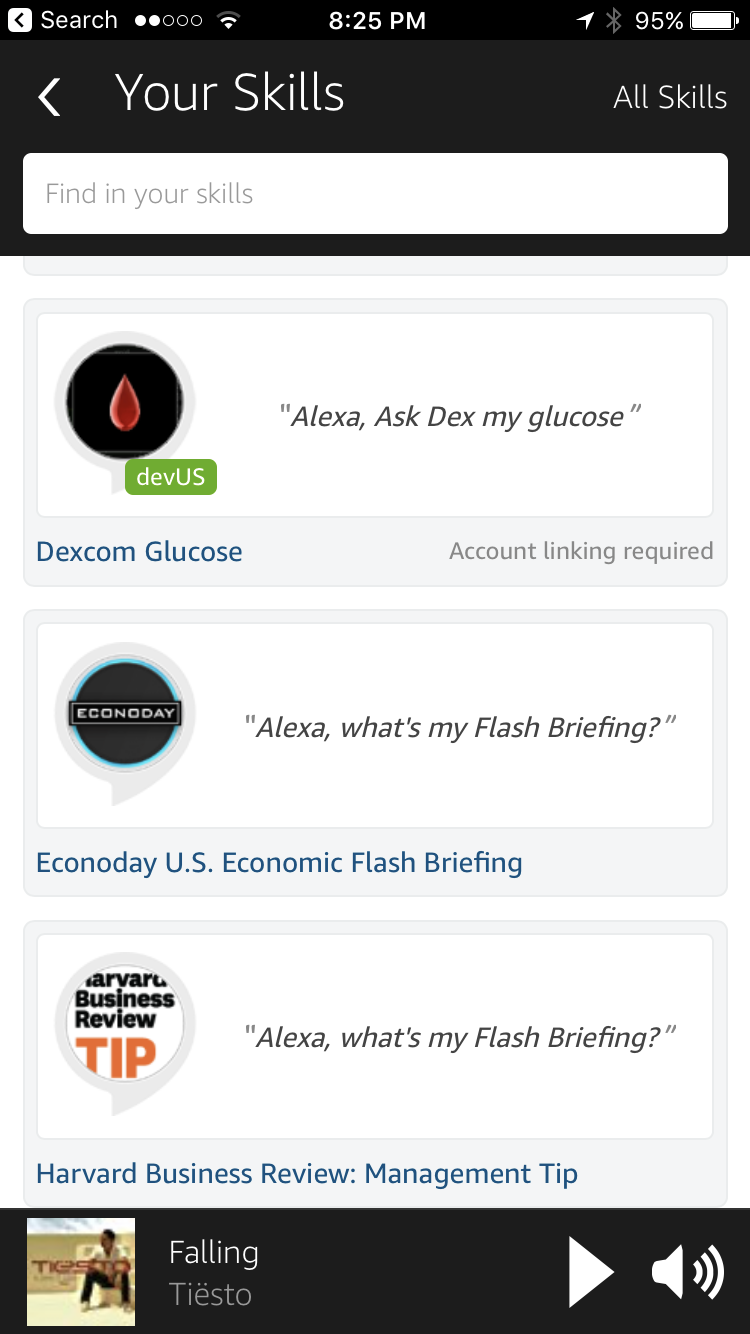 Search 8:25 PM 95%
Your Skills All Skills
Find in your skills
"Alexa, Ask Dex my glucose"
devUS
Dexcom Glucose Account linking required
ECONODAY
"Alexa, what's my Flash Briefing?"
Econoday U.S. Economic Flash Briefing
Harvard
Business
Review
TIP
"Alexa, what's my Flash Briefing?"
Harvard Business Review: Management Tip
TIËSTO
Falling
Tiësto